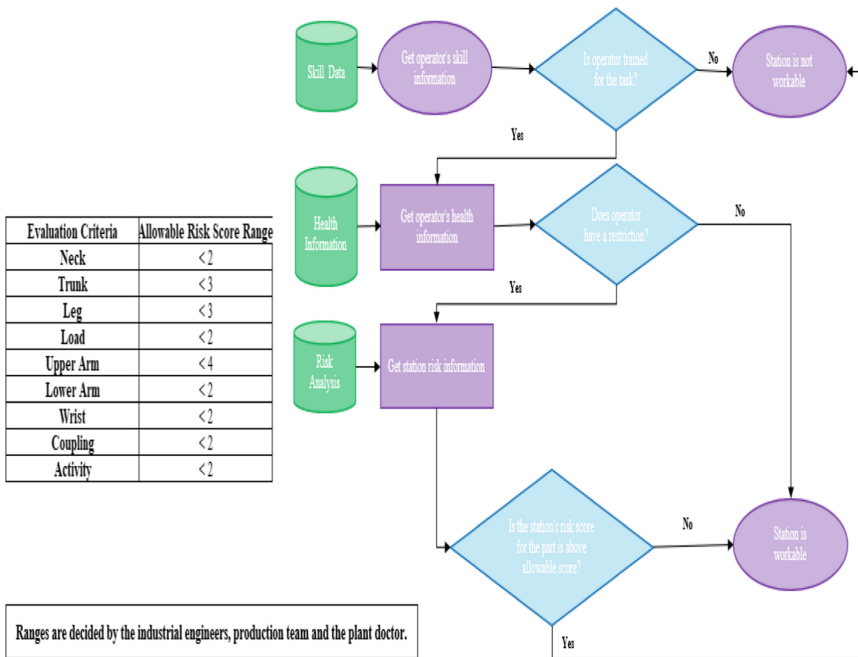 Skill Data
Get operator's skill
information
Is operator trained
for the task?
No
Station is not
workable
Yes
Health
Information
Get operator's health
information
Does operator
have a restriction?
No
Yes
Risk
Analysis
Get station risk information
Evaluation Criteria Allowable Risk Score Range
Neck < 2
Trunk < 3
Leg < 3
Load < 2
Upper Arm < 4
Lower Arm < 2
Wrist < 2
Coupling < 2
Activity < 2
Is the station's risk score
for the part is above
allowable score?
No
Station is
workable
Yes
Ranges are decided by the industrial engineers, production team and the plant doctor.